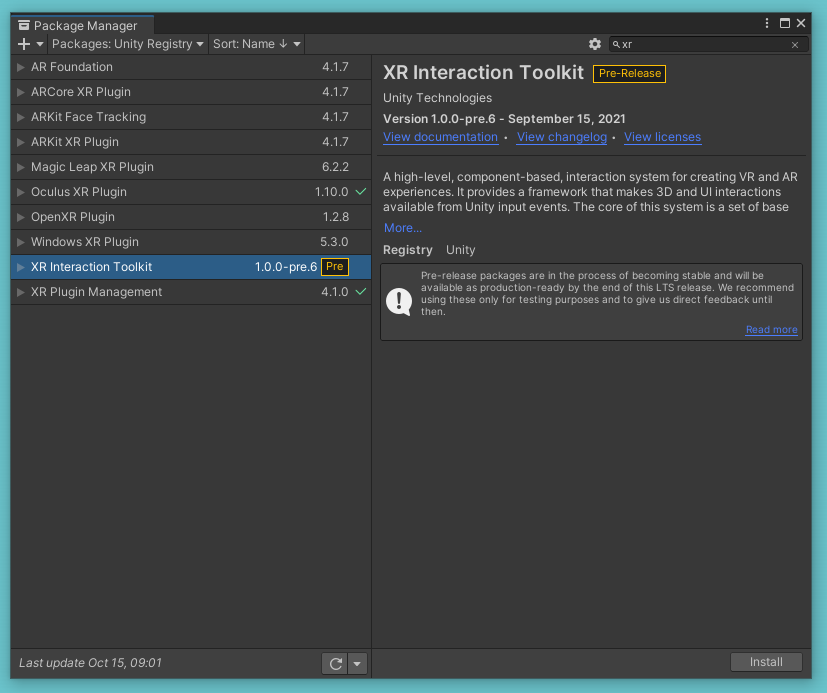 Package Manager
Packages: Unity Registry Sort: Name ↓ xr
AR Foundation 4.1.7
ARCore XR Plugin 4.1.7
ARKit Face Tracking 4.1.7
ARKit XR Plugin 4.1.7
Magic Leap XR Plugin 6.2.2
Oculus XR Plugin 1.10.0
OpenXR Plugin 1.2.8
Windows XR Plugin 5.3.0
XR Interaction Toolkit 1.0.0-pre.6 Pre
XR Plugin Management 4.1.0
Last update Oct 15, 09:01
XR Interaction Toolkit Pre-Release
Unity Technologies
Version 1.0.0-pre.6 - September 15, 2021
View documentation • View changelog • View licenses
A high-level, component-based, interaction system for creating VR and AR
experiences. It provides a framework that makes 3D and UI interactions
available from Unity input events. The core of this system is a set of base
More...
Registry Unity
Pre-release packages are in the process of becoming stable and will be
available as production-ready by the end of this LTS release. We recommend
using these only for testing purposes and to give us direct feedback until
then.
Read more
Install